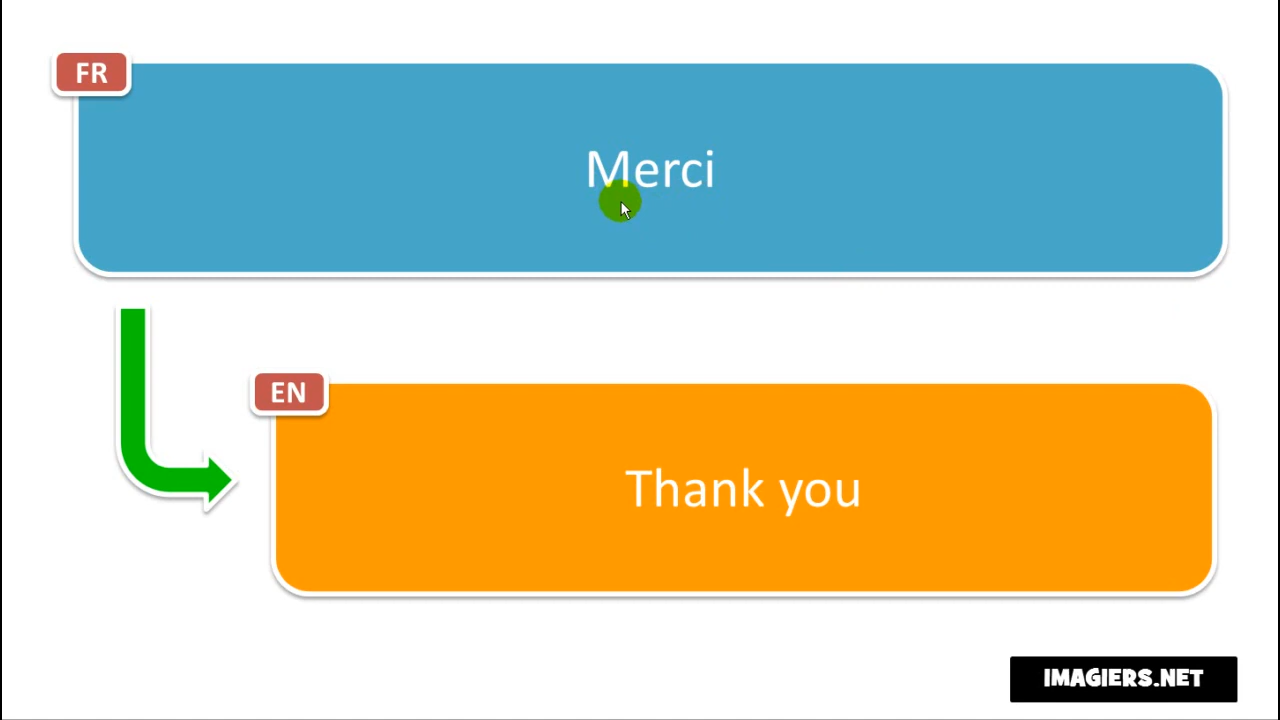 FR
Merci
EN
Thank you
IMAGIERS.NET